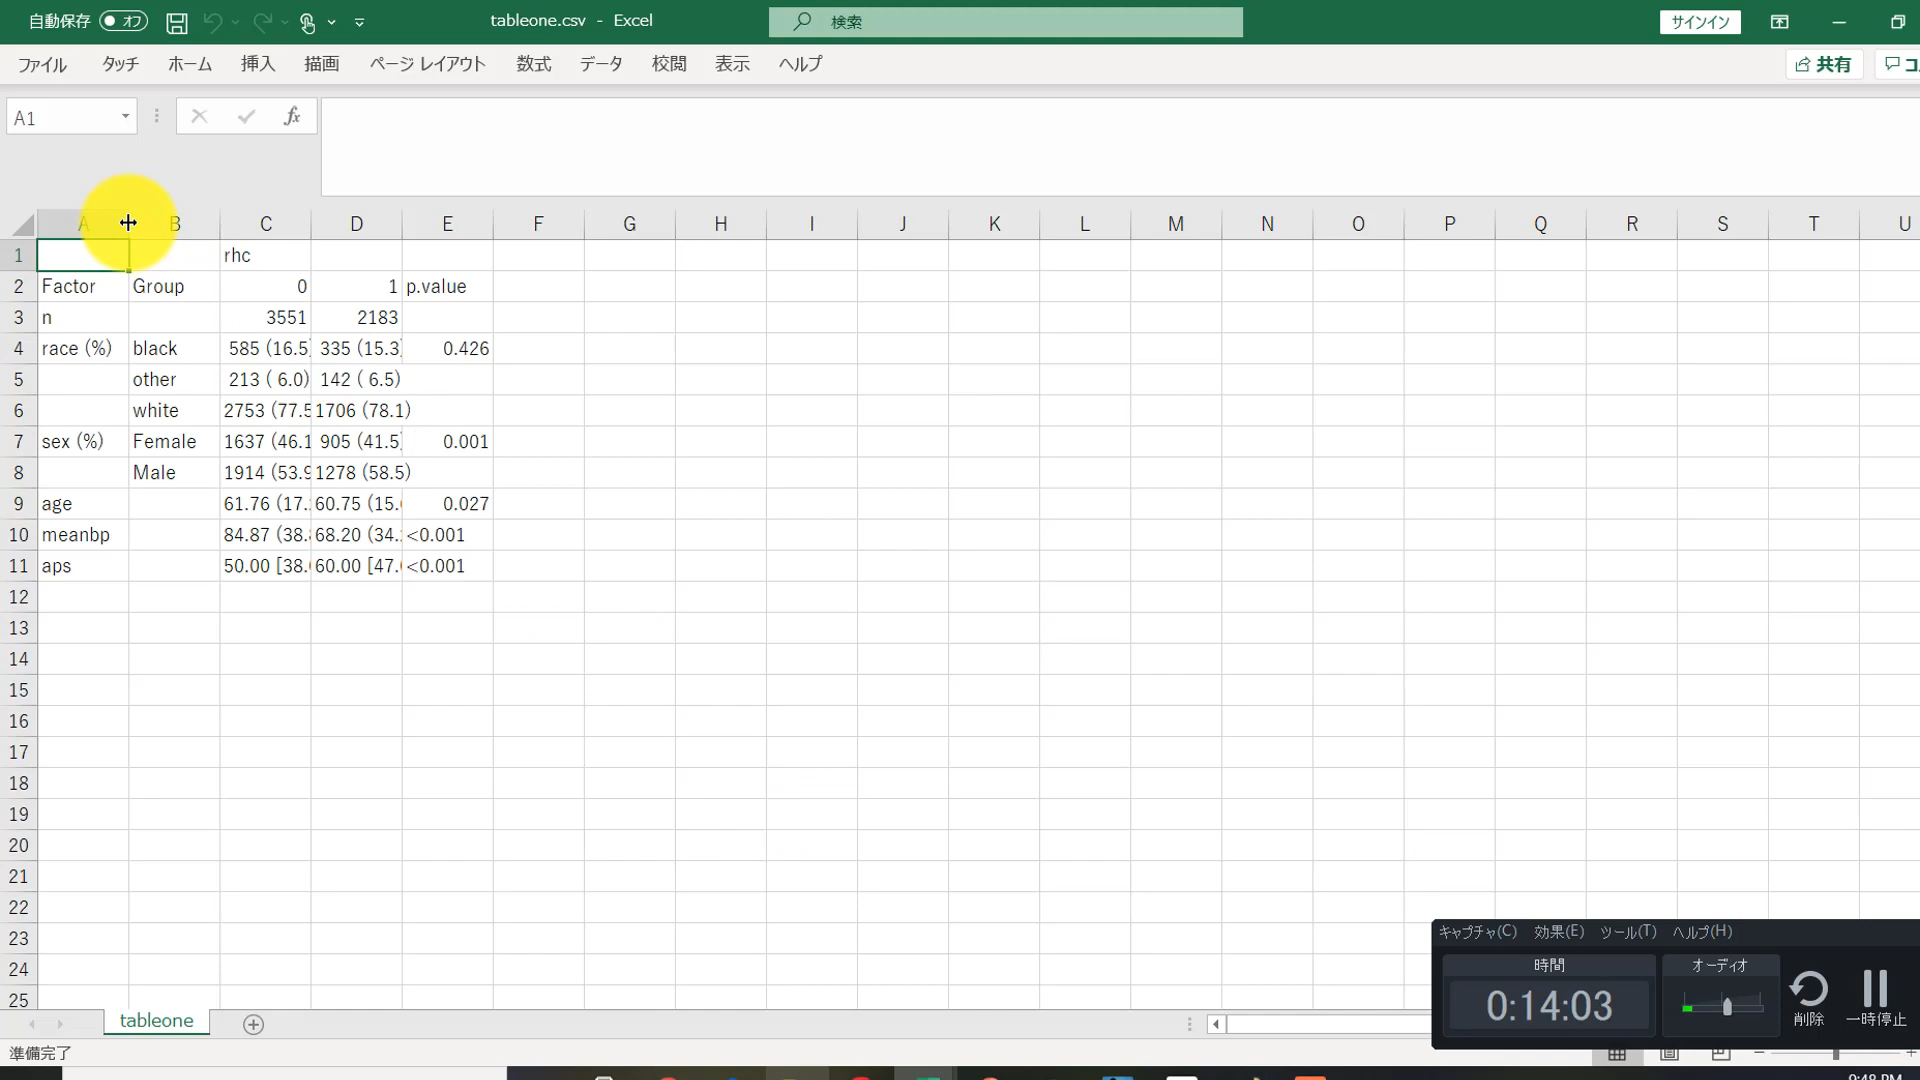 自動保存 オフ
tableone.csv - Excel
検索
サインイン
ファイル タッチ ホーム 挿入 描画 ページ レイアウト 数式 データ 校閲 表示 ヘルプ
共有
A1
fx
A B C D E F G H I J K L M N O P Q R S T U
1 rhc
2 Factor Group 0 1 p.value
3 n 3551 2183
4 race (%) black 585 (16.5) 335 (15.3) 0.426
5 other 213 ( 6.0) 142 ( 6.5)
6 white 2753 (77.5 1706 (78.1)
7 sex (%) Female 1637 (46.1 905 (41.5) 0.001
8 Male 1914 (53.9 1278 (58.5)
9 age 61.76 (17. 60.75 (15. 0.027
10 meanbp 84.87 (38. 68.20 (34. <0.001
11 aps 50.00 [38. 60.00 [47. <0.001
12
13
14
15
16
17
18
19
20
21
22
23
24
25
キャプチャ(C) 効果(E) ツール(T) ヘルプ(H)
時間 オーディオ
0:14:03
削除 一時停止
tableone
準備完了